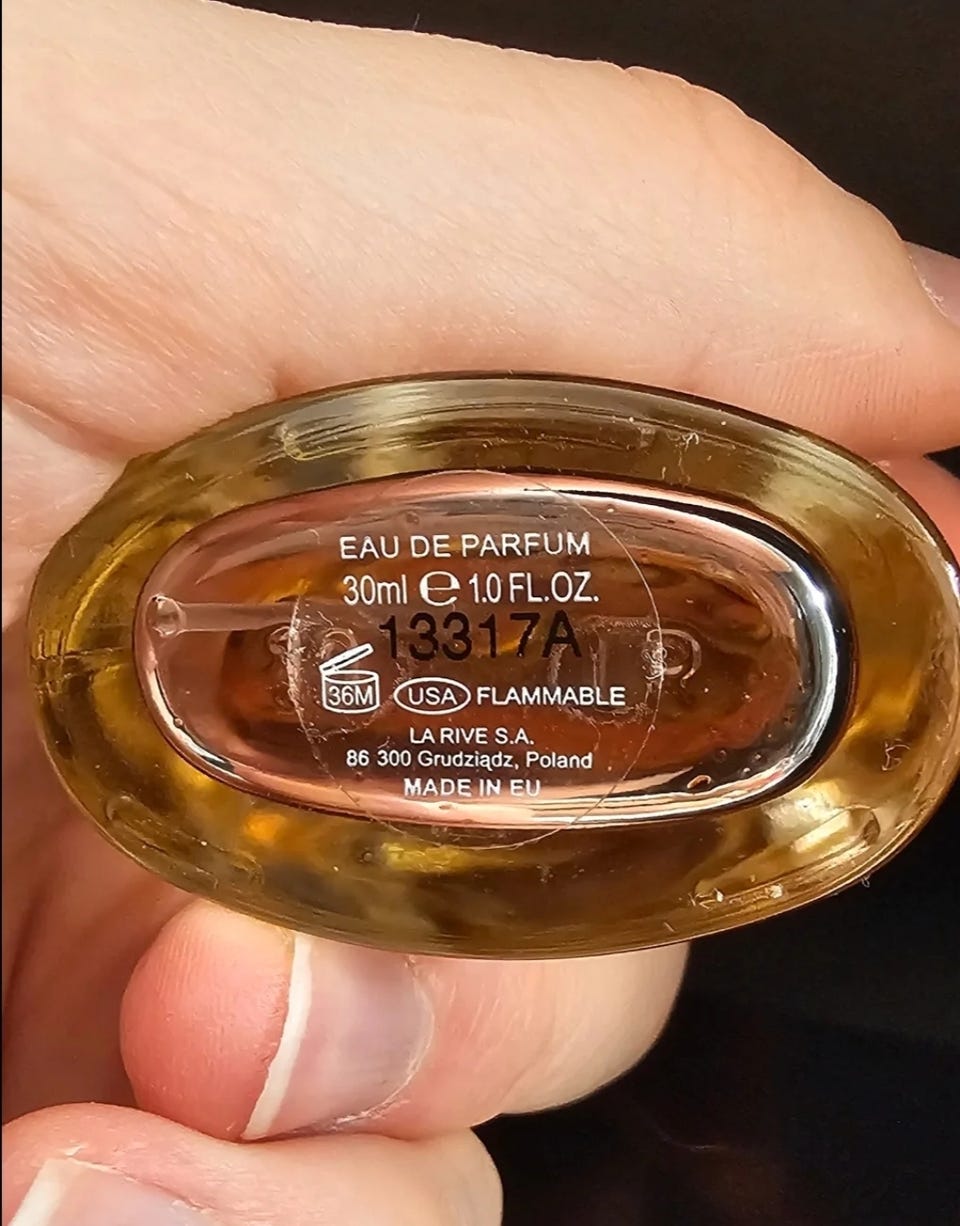 EAU DE PARFUM
30ml ℮ 1.0 FL.OZ.
13317A
36M USA FLAMMABLE
LA RIVE S.A.
86 300 Grudziądz, Poland
MADE IN EU